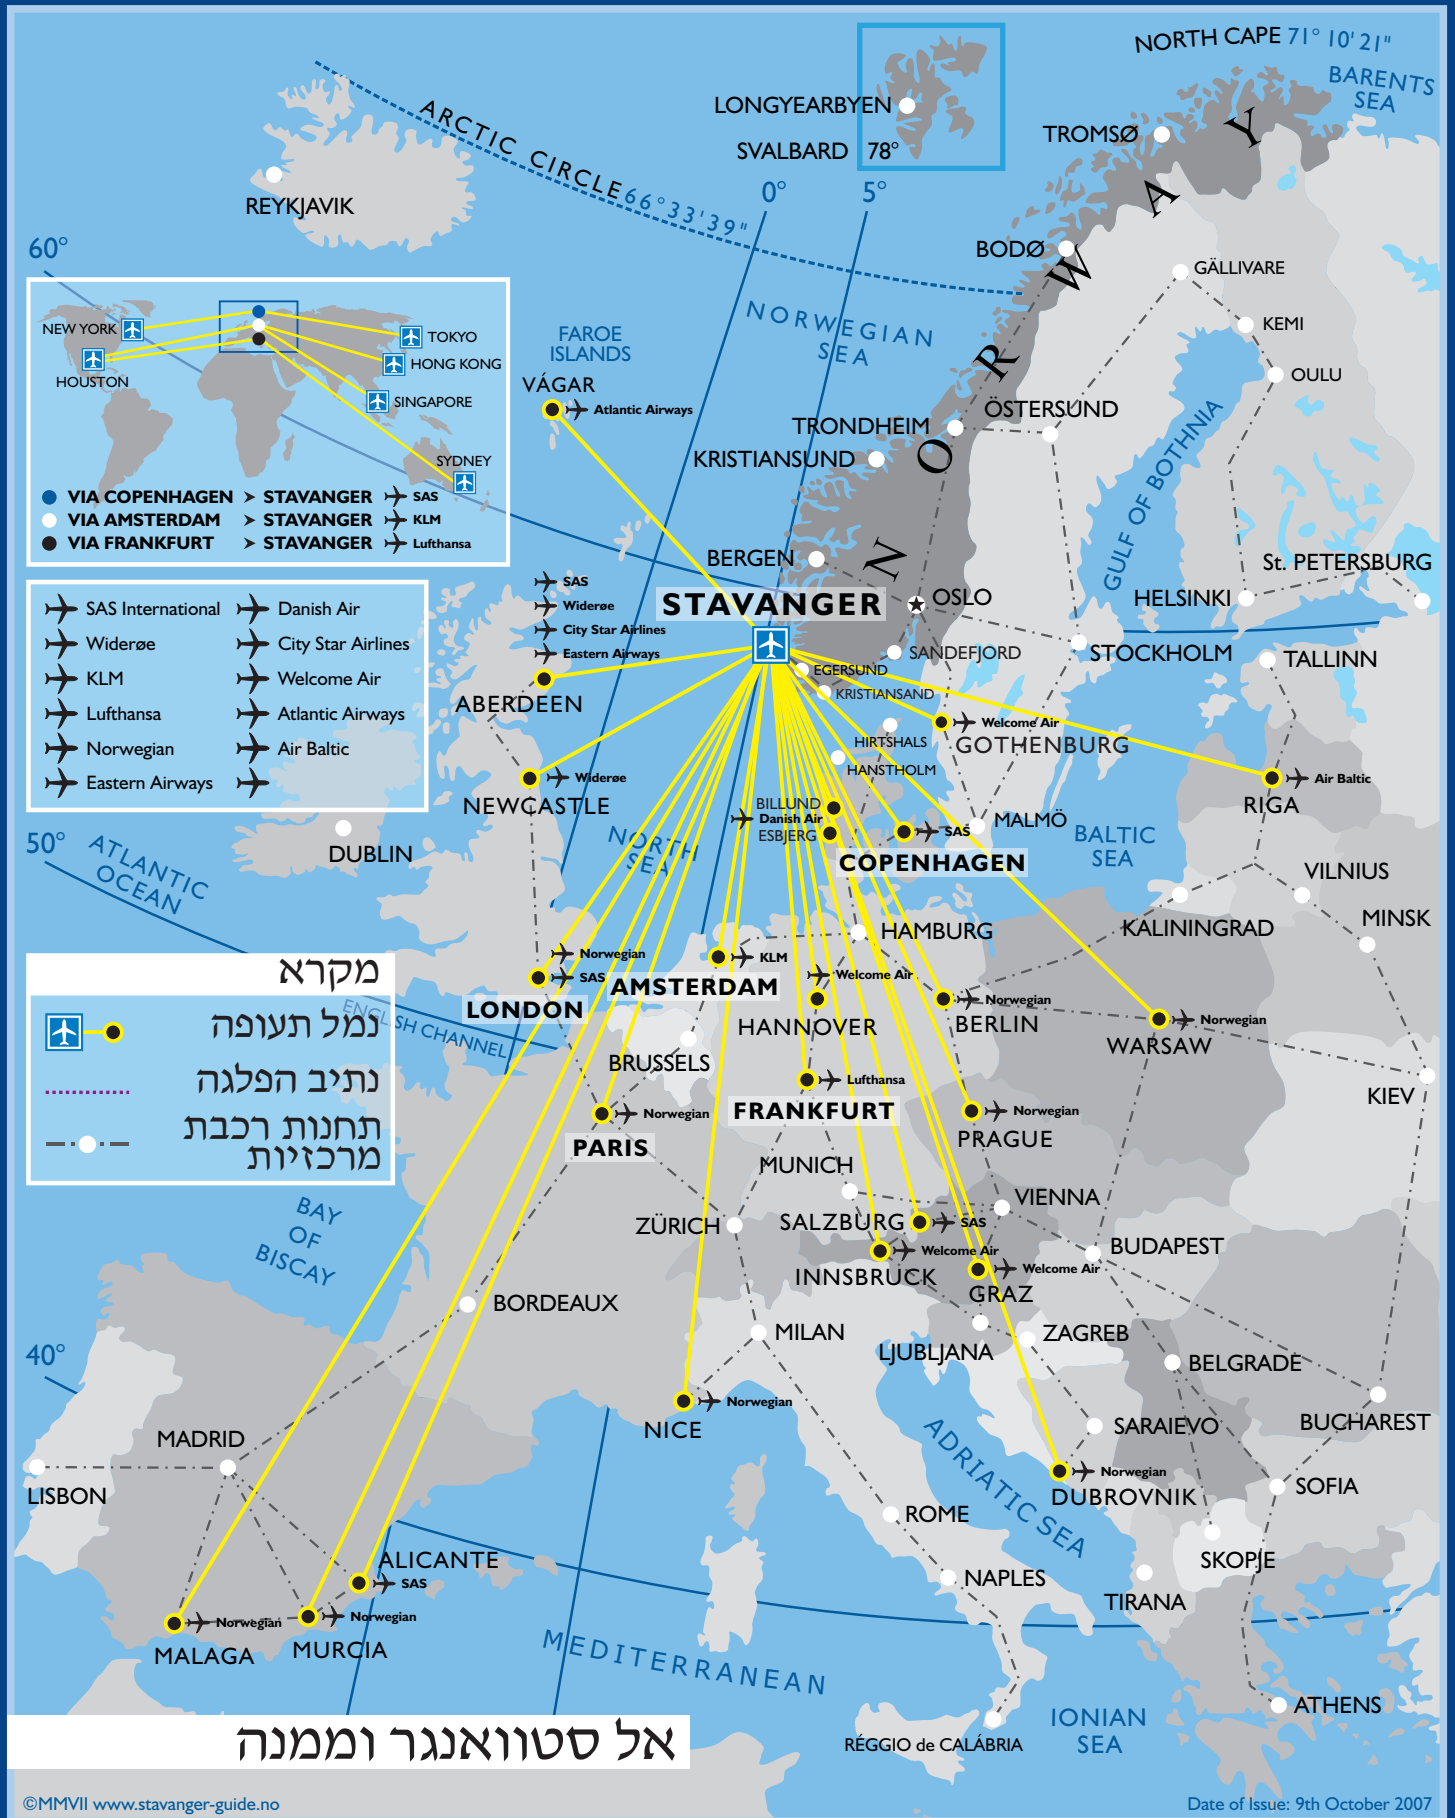 NORTH CAPE 71° 10' 21"
BARENTS
SEA
LONGYEARBYEN
SVALBARD 78°
TROMSØ
ARCTIC CIRCLE 66°33'39"
0°
5°
REYKJAVIK
60°
BODØ
NORWAY
GÄLLIVARE
KEMI
OULU
NORWEGIAN
SEA
FAROE
ISLANDS
VÁGAR
Atlantic Airways
NEW YORK
HOUSTON
TOKYO
HONG KONG
SINGAPORE
SYDNEY
VIA COPENHAGEN > STAVANGER SAS
VIA AMSTERDAM > STAVANGER KLM
VIA FRANKFURT > STAVANGER Lufthansa
ÖSTERSUND
TRONDHEIM
KRISTIANSUND
GULF OF BOTHNIA
BERGEN
St. PETERSBURG
HELSINKI
STAVANGER
OSLO
STOCKHOLM
TALLINN
SANDEFJORD
EGERSUND
KRISTIANSAND
SAS International
Widerøe
KLM
Lufthansa
Norwegian
Eastern Airways
Danish Air
City Star Airlines
Welcome Air
Atlantic Airways
Air Baltic
SAS
Widerøe
City Star Airlines
Eastern Airways
ABERDEEN
Widerøe
NEWCASTLE
Welcome Air
GOTHENBURG
HIRTSHALS
HANSTHOLM
Air Baltic
RIGA
BILLUND
Danish Air
ESBJERG
SAS
COPENHAGEN
MALMÖ
BALTIC
SEA
NORTH
SEA
DUBLIN
50°
ATLANTIC
OCEAN
VILNIUS
MINSK
KALININGRAD
HAMBURG
Norwegian
SAS
LONDON
KLM
AMSTERDAM
Welcome Air
HANNOVER
Norwegian
BERLIN
Norwegian
WARSAW
KIEV
מקרא
נמל תעופה
נתיב הפלגה
תחנות רכבת
מרכזיות
ENGLISH CHANNEL
BRUSSELS
Lufthansa
FRANKFURT
Norwegian
PARIS
Norwegian
PRAGUE
MUNICH
VIENNA
ZÜRICH
SALZBURG
SAS
Welcome Air
INNSBRUCK
Welcome Air
GRAZ
BUDAPEST
BAY
OF
BISCAY
BORDEAUX
MILAN
LJUBLJANA
ZAGREB
BELGRADE
40°
NICE
Norwegian
SARAIEVO
BUCHAREST
MADRID
LISBON
ADRIATIC SEA
Norwegian
DUBROVNIK
SOFIA
ROME
SKOPJE
NAPLES
TIRANA
ALICANTE
SAS
Norwegian
MALAGA
Norwegian
MURCIA
MEDITERRANEAN
IONIAN
SEA
ATHENS
RÉGGIO de CALÁBRIA
אל סטוואנגר וממנה
©MMVII www.stavanger-guide.no
Date of Issue: 9th October 2007